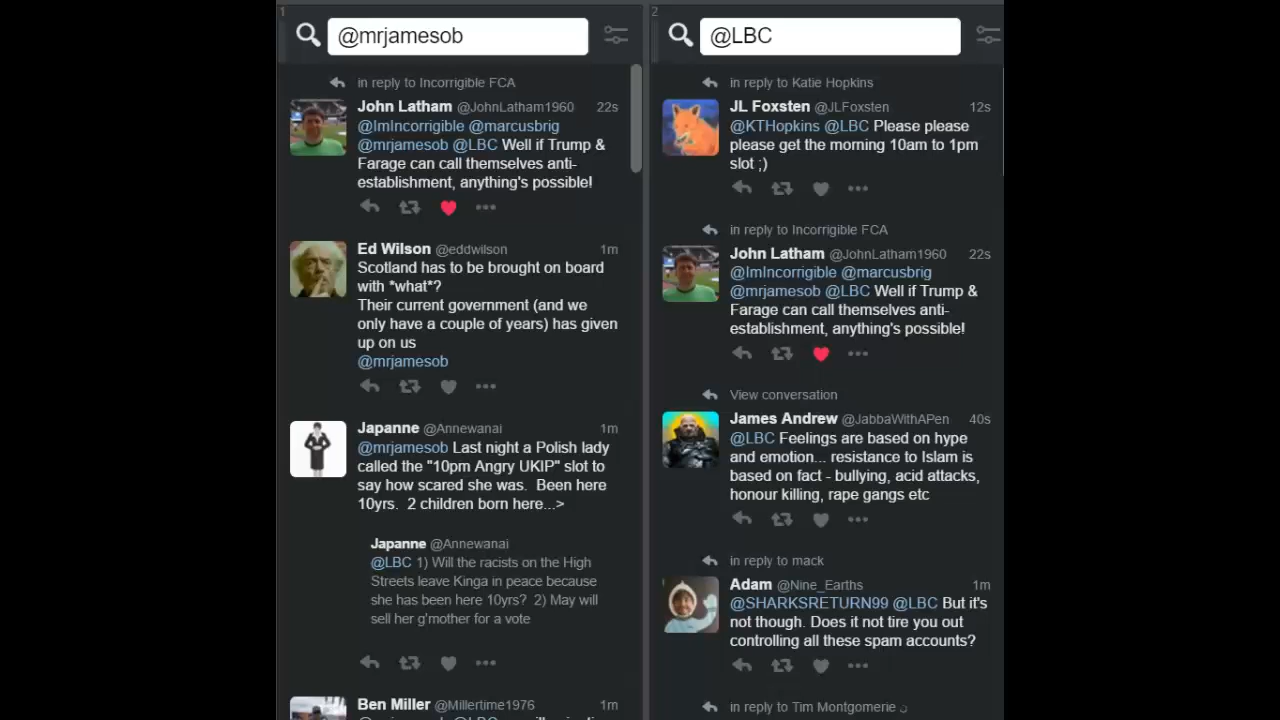 1
@mrjamesob
in reply to Incorrigible FCA
John Latham @JohnLatham1960 22s
@ImIncorrigible @marcusbrig
@mrjamesob @LBC Well if Trump &
Farage can call themselves anti-
establishment, anything's possible!
Ed Wilson @eddwilson 1m
Scotland has to be brought on board
with *what*?
Their current government (and we
only have a couple of years) has given
up on us
@mrjamesob
Japanne @Annewanai 1m
@mrjamesob Last night a Polish lady
called the "10pm Angry UKIP" slot to
say how scared she was.  Been here
10yrs.  2 children born here...>
Japanne @Annewanai
@LBC 1) Will the racists on the High
Streets leave Kinga in peace because
she has been here 10yrs?  2) May will
sell her g'mother for a vote
Ben Miller @Millertime1976 1m
2
@LBC
in reply to Katie Hopkins
JL Foxsten @JLFoxsten 12s
@KTHopkins @LBC Please please
please get the morning 10am to 1pm
slot ;)
in reply to Incorrigible FCA
John Latham @JohnLatham1960 22s
@ImIncorrigible @marcusbrig
@mrjamesob @LBC Well if Trump &
Farage can call themselves anti-
establishment, anything's possible!
View conversation
James Andrew @JabbaWithAPen 40s
@LBC Feelings are based on hype
and emotion... resistance to Islam is
based on fact - bullying, acid attacks,
honour killing, rape gangs etc
in reply to mack
Adam @Nine_Earths 1m
@SHARKSRETURN99 @LBC But it's
not though. Does it not tire you out
controlling all these spam accounts?
in reply to Tim Montgomerie